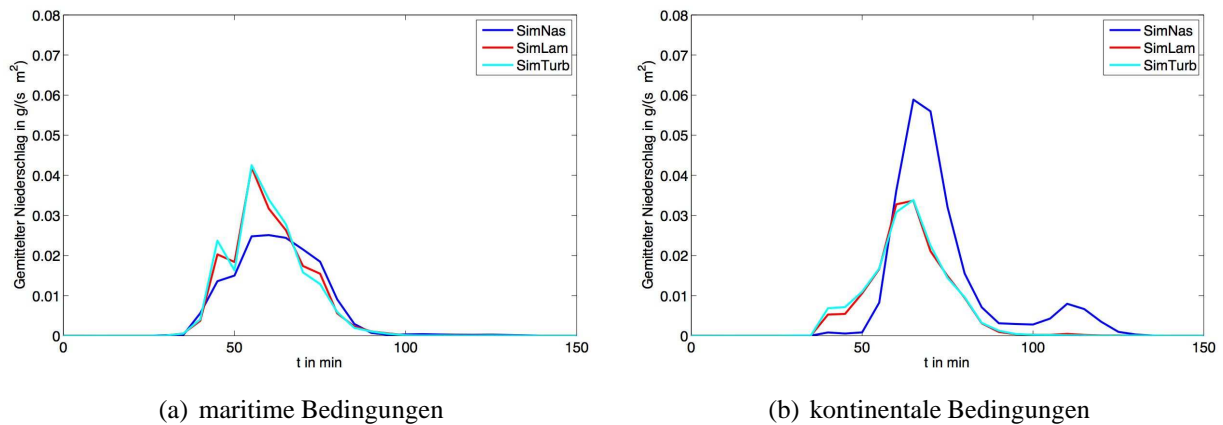 0.08
0.07
0.06
0.05
0.04
0.03
0.02
0.01
0
Gemittelter Niederschlag in g/(s m²)
SimNas
SimLam
SimTurb
0 50 100 150
t in min
(a) maritime Bedingungen
0.08
0.07
0.06
0.05
0.04
0.03
0.02
0.01
0
Gemittelter Niederschlag in g/(s m²)
SimNas
SimLam
SimTurb
0 50 100 150
t in min
(b) kontinentale Bedingungen